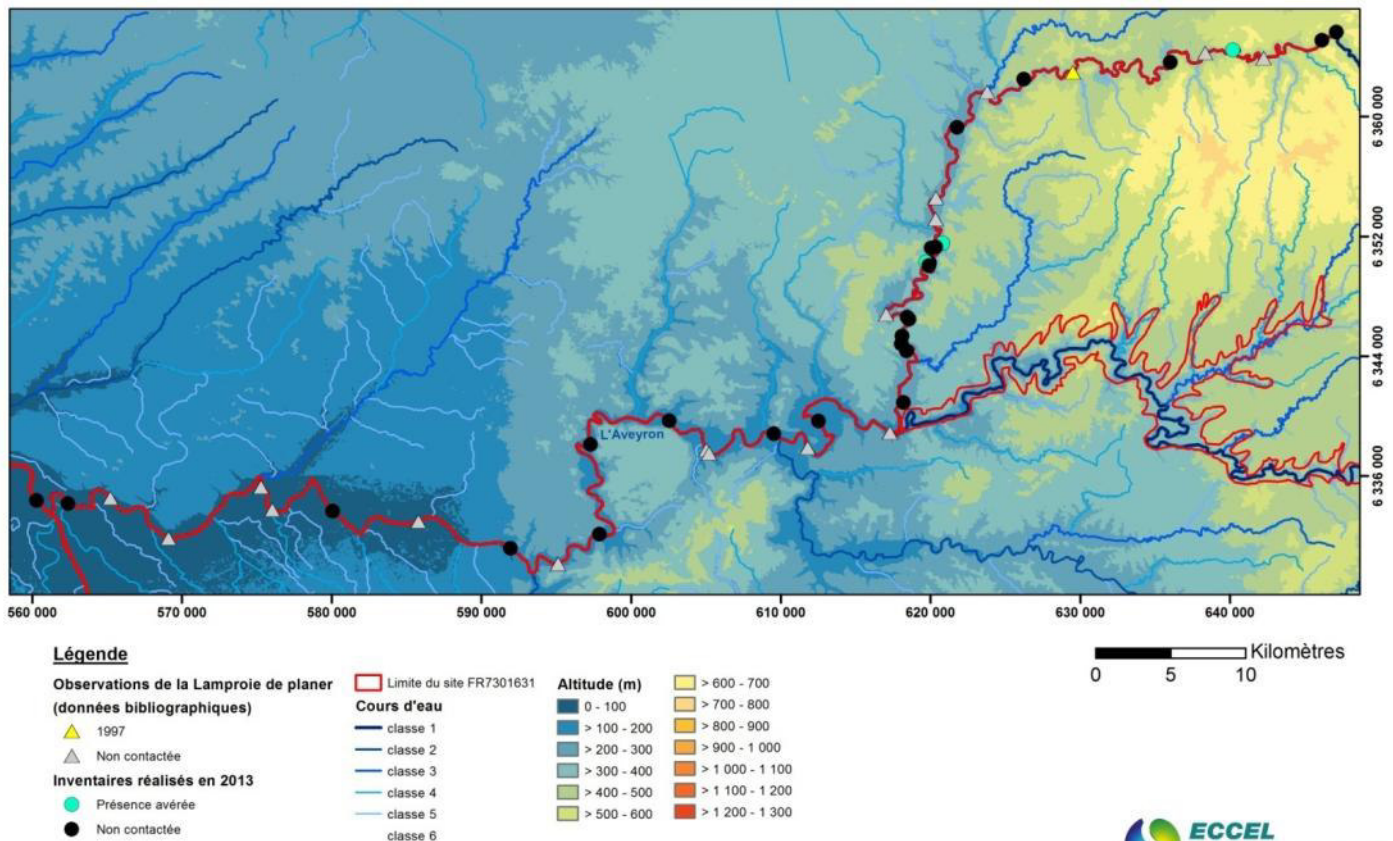 6 360 000
6 352 000
6 344 000
6 336 000
L'Aveyron
560 000 570 000 580 000 590 000 600 000 610 000 620 000 630 000 640 000
Légende
Observations de la Lamproie de planer
(données bibliographiques)
1997
Non contactée
Inventaires réalisés en 2013
Présence avérée
Non contactée
Limite du site FR7301631
Cours d'eau
classe 1
classe 2
classe 3
classe 4
classe 5
classe 6
Altitude (m)
0 - 100
> 100 - 200
> 200 - 300
> 300 - 400
> 400 - 500
> 500 - 600
> 600 - 700
> 700 - 800
> 800 - 900
> 900 - 1 000
> 1 000 - 1 100
> 1 100 - 1 200
> 1 200 - 1 300
Kilomètres
0 5 10
ECCEL